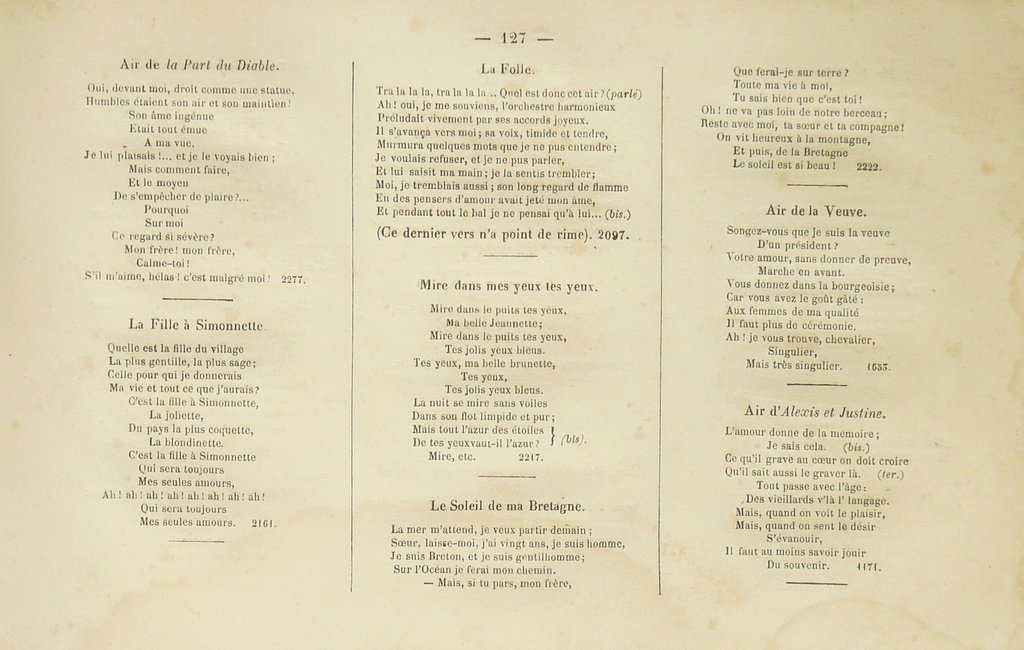 — 127 —
Air de la Part du Diable.
Oui, devant moi, droit comme une statue,
Humbles étaient son air et son maintien !
Son âme ingénue
Etait tout émue
A ma vue.
Je lui plaisais !... et je le voyais bien ;
Mais comment faire,
Et le moyen
De s'empêcher de plaire ?...
Pourquoi
Sur moi
Ce regard si sévère ?
Mon frère ! mon frère,
Calme-toi !
S'il m'aime, hélas ! c'est malgré moi ! 2277.
La Fille à Simonnette.
Quelle est la fille du village
La plus gentille, la plus sage ;
Celle pour qui je donnerais
Ma vie et tout ce que j'aurais ?
C'est la fille à Simonnette,
La joliette,
Du pays la plus coquette,
La blondinette.
C'est la fille à Simonnette
Qui sera toujours
Mes seules amours,
Ah ! ah ! ah ! ah ! ah ! ah ! ah ! ah !
Qui sera toujours
Mes seules amours. 2161.
La Folle.
Tra la la la, tra la la la... Quel est donc cet air ? (parlé)
Ah ! oui, je me souviens, l'orchestre harmonieux
Préludait vivement par ses accords joyeux.
Il s'avança vers moi ; sa voix, timide et tendre,
Murmura quelques mots que je ne pus entendre ;
Je voulais refuser, et je ne pus parler,
Et lui saisit ma main ; je la sentis trembler ;
Moi, je tremblais aussi ; son long regard de flamme
En des pensers d'amour avait jeté mon âme,
Et pendant tout le bal je ne pensai qu'à lui... (bis.)
(Ce dernier vers n'a point de rime). 2097.
Mire dans mes yeux tes yeux.
Mire dans le puits tes yeux,
Ma belle Jeannette ;
Mire dans le puits tes yeux,
Tes jolis yeux bleus.
Tes yeux, ma belle brunette,
Tes yeux,
Tes jolis yeux bleus.
La nuit se mire sans voiles
Dans son flot limpide et pur ;
Mais tout l'azur des étoiles
De tes yeuxvaut-il l'azur ? } (bis).
Mire, etc. 2217.
Le Soleil de ma Bretagne.
La mer m'attend, je veux partir demain ;
Sœur, laisse-moi, j'ai vingt ans, je suis homme,
Je suis Breton, et je suis gentilhomme ;
Sur l'Océan je ferai mon chemin.
— Mais, si tu pars, mon frère,
Que ferai-je sur terre ?
Toute ma vie à moi,
Tu sais bien que c'est toi !
Oh ! ne va pas loin de notre berceau ;
Reste avec moi, ta sœur et ta compagne !
On vit heureux à la montagne,
Et puis, de la Bretagne
Le soleil est si beau ! 2222.
Air de la Veuve.
Songez-vous que je suis la veuve
D'un président ?
Votre amour, sans donner de preuve,
Marche en avant.
Vous donnez dans la bourgeoisie ;
Car vous avez le goût gâté :
Aux femmes de ma qualité
Il faut plus de cérémonie.
Ah ! je vous trouve, chevalier,
Singulier,
Mais très singulier. 1633.
Air d'Alexis et Justine.
L'amour donne de la mémoire ;
Je sais cela. (bis.)
Ce qu'il grave au cœur on doit croire
Qu'il sait aussi le graver là. (ter.)
Tout passe avec l'âge :
Des vieillards v'là l' langage.
Mais, quand on voit le plaisir,
Mais, quand on sent le désir
S'évanouir,
Il faut au moins savoir jouir
Du souvenir. 1171.